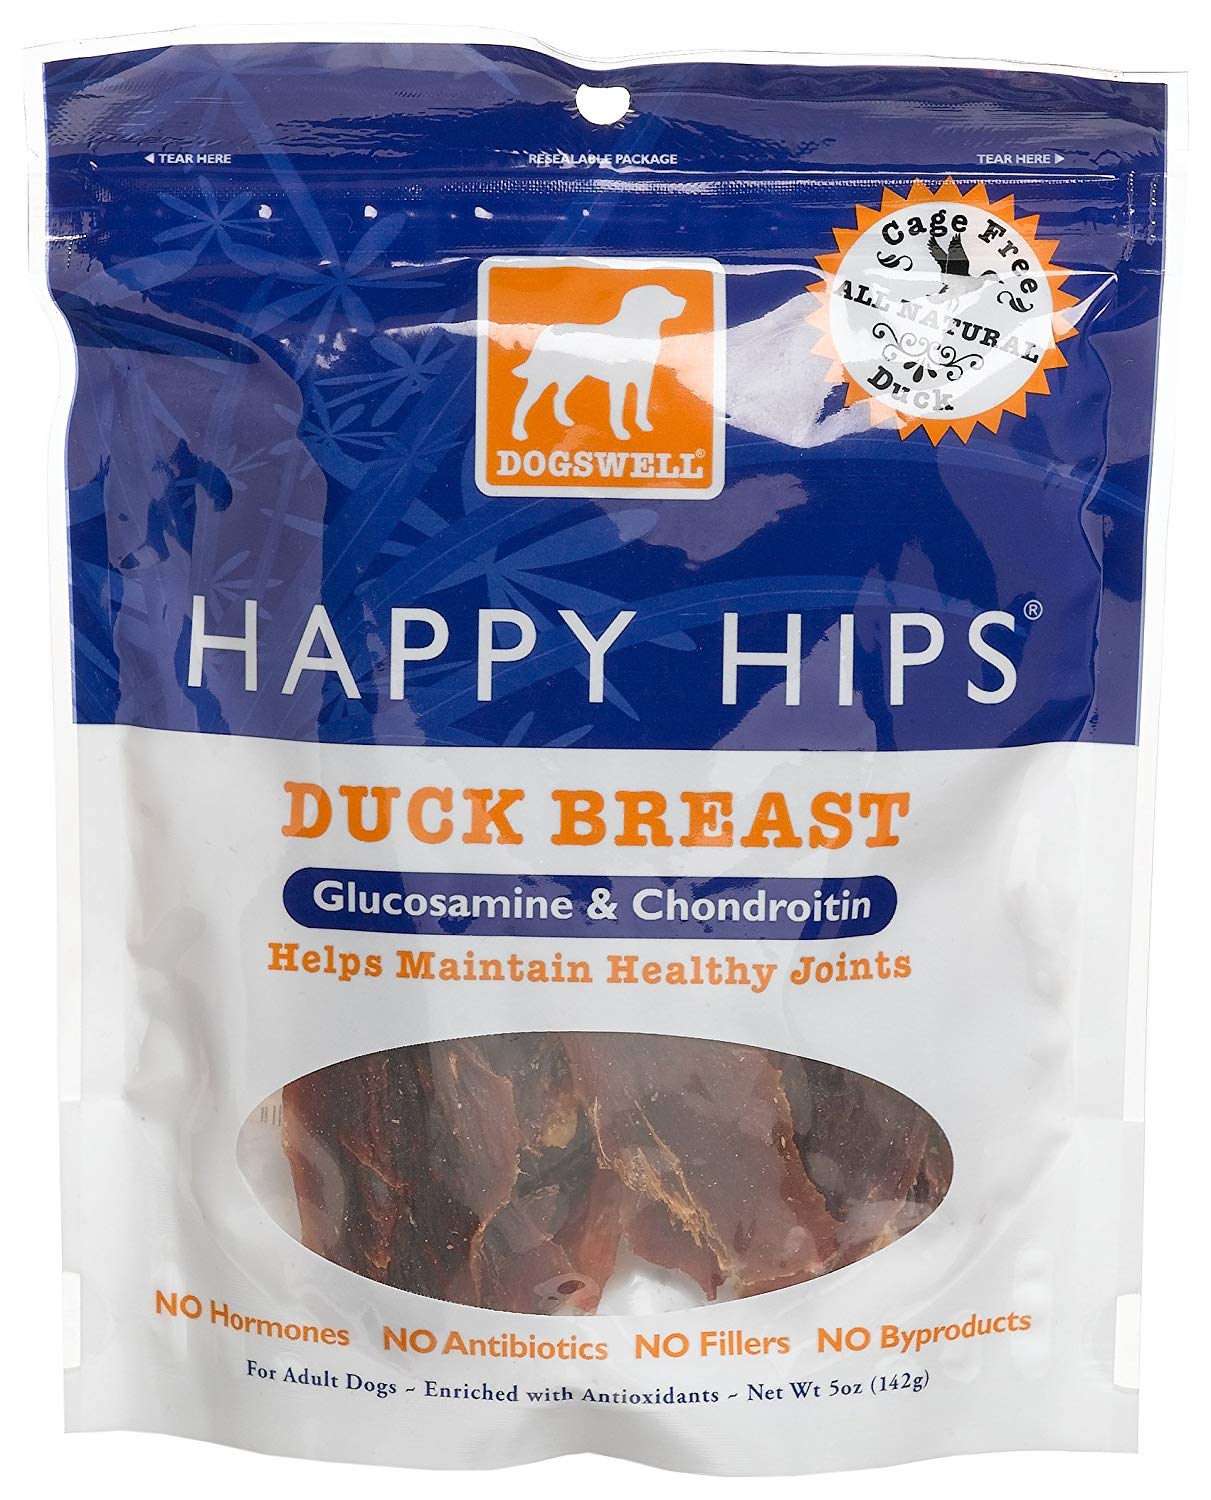 ◄ TEAR HERE RESEALABLE PACKAGE TEAR HERE ►
Cage Free
ALL NATURAL
Duck
DOGSWELL®
HAPPY HIPS®
DUCK BREAST
Glucosamine & Chondroitin
Helps Maintain Healthy Joints
NO Hormones NO Antibiotics NO Fillers NO Byproducts
For Adult Dogs ~ Enriched with Antioxidants ~ Net Wt 5oz (142g)